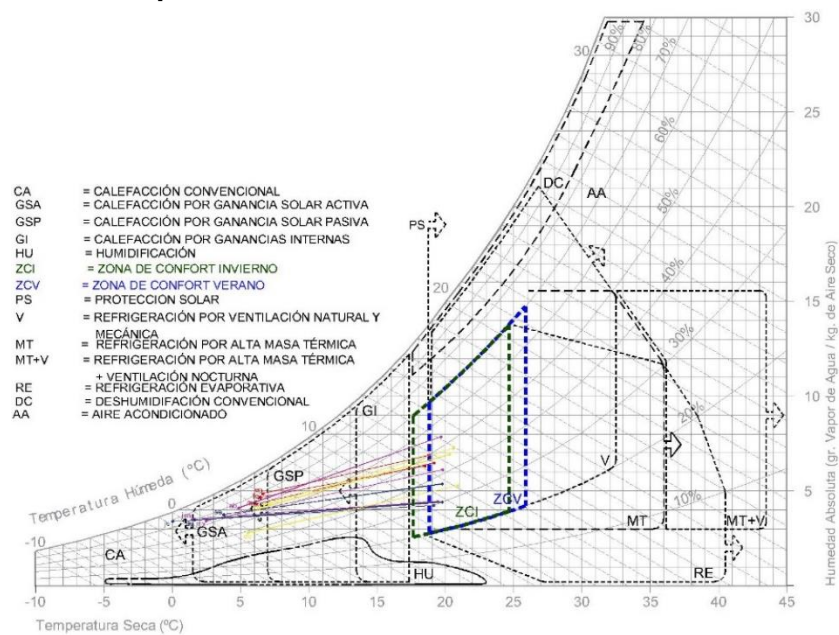 CA = CALEFACCIÓN CONVENCIONAL
GSA = CALEFACCIÓN POR GANANCIA SOLAR ACTIVA
GSP = CALEFACCIÓN POR GANANCIA SOLAR PASIVA
GI = CALEFACCIÓN POR GANANCIAS INTERNAS
HU = HUMIDIFICACIÓN
ZCI = ZONA DE CONFORT INVIERNO
ZCV = ZONA DE CONFORT VERANO
PS = PROTECCION SOLAR
V = REFRIGERACIÓN POR VENTILACIÓN NATURAL Y
MECÁNICA
MT = REFRIGERACIÓN POR ALTA MASA TÉRMICA
MT+V = REFRIGERACIÓN POR ALTA MASA TÉRMICA
+ VENTILACIÓN NOCTURNA
RE = REFRIGERACIÓN EVAPORATIVA
DC = DESHUMIDIFACIÓN CONVENCIONAL
AA = AIRE ACONDICIONADO
90% 80% 70%
60%
50%
40%
30%
20%
10%
30
20
10
0
-10
Temperatura Húmeda (ºC)
PS
DC
AA
GI
GSP
GSA
CA
HU
ZCI
ZCV
V
MT
MT+V
RE
30
25
20
15
10
5
Humedad Absoluta (gr. Vapor de Agua / kg. de Aire Seco)
-10 -5 0 5 10 15 20 25 30 35 40 45
Temperatura Seca (ºC)